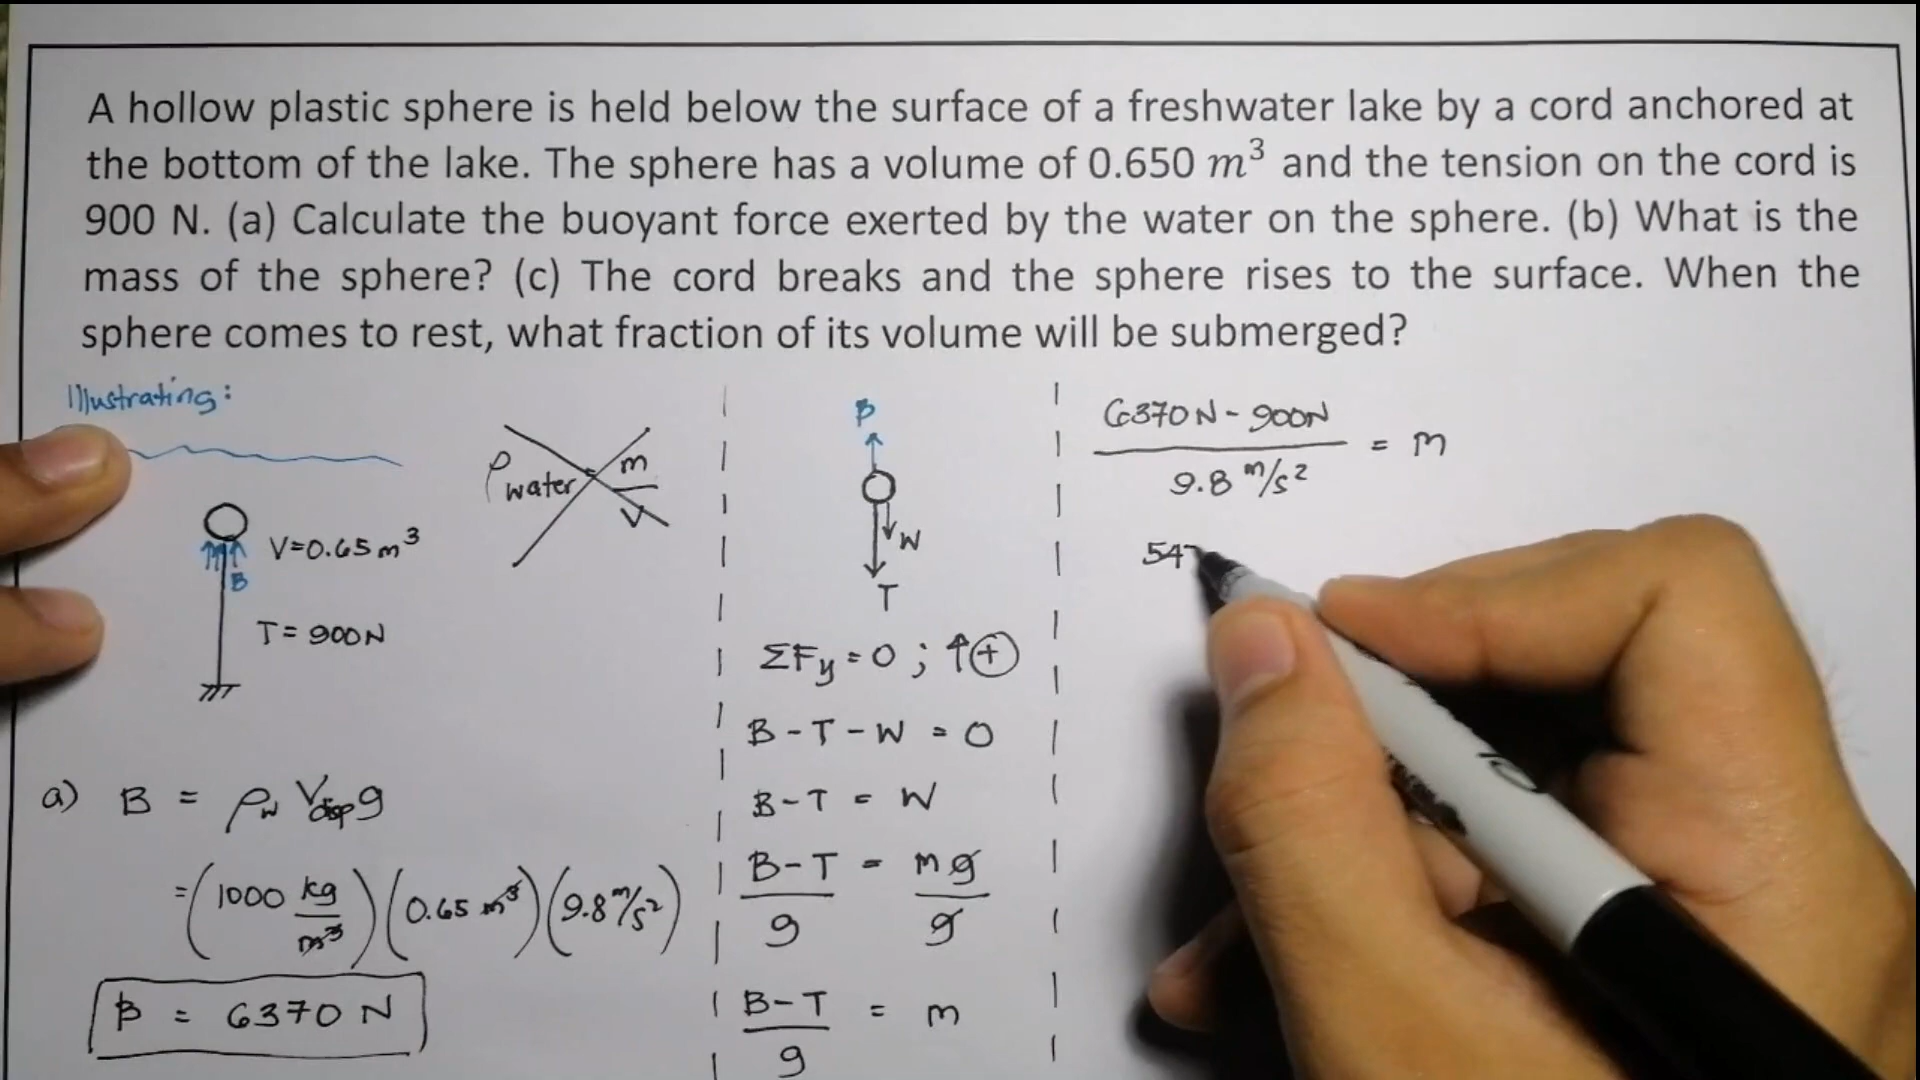 A hollow plastic sphere is held below the surface of a freshwater lake by a cord anchored at
the bottom of the lake. The sphere has a volume of 0.650 m³ and the tension on the cord is
900 N. (a) Calculate the buoyant force exerted by the water on the sphere. (b) What is the
mass of the sphere? (c) The cord breaks and the sphere rises to the surface. When the
sphere comes to rest, what fraction of its volume will be submerged?
Illustrating:
V=0.65m³
B
T= 900N
ρwater m
V
a) B = ρw Vdisp g
=(1000 kg/m³)(0.65 m³)(9.8 m/s²)
B = 6370 N
B
W
T
ΣFy = 0 ; ↑⊕
B - T - W = 0
B - T = W
B-T = mg
g g
B-T = m
g
6370N - 900N = m
9.8 m/s²
547